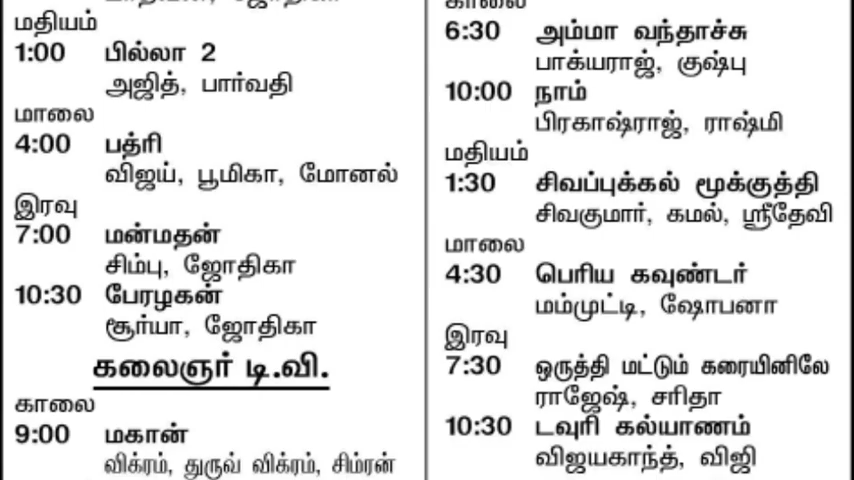 மதியம்
1:00 பில்லா 2
அஜித், பார்வதி
மாலை
4:00 பத்ரி
விஜய், பூமிகா, மோனல்
இரவு
7:00 மன்மதன்
சிம்பு, ஜோதிகா
10:30 பேரழகன்
சூர்யா, ஜோதிகா
கலைஞர் டி.வி.
காலை
9:00 மகான்
விக்ரம், துருவ் விக்ரம், சிம்ரன்
காலை
6:30 அம்மா வந்தாச்சு
பாக்யராஜ், குஷ்பு
10:00 நாம்
பிரகாஷ்ராஜ், ராஷ்மி
மதியம்
1:30 சிவப்புக்கல் மூக்குத்தி
சிவகுமார், கமல், ஸ்ரீதேவி
மாலை
4:30 பெரிய கவுண்டர்
மம்முட்டி, ஷோபனா
இரவு
7:30 ஒருத்தி மட்டும் கரையினிலே
ராஜேஷ், சரிதா
10:30 டவுரி கல்யாணம்
விஜயகாந்த், விஜி